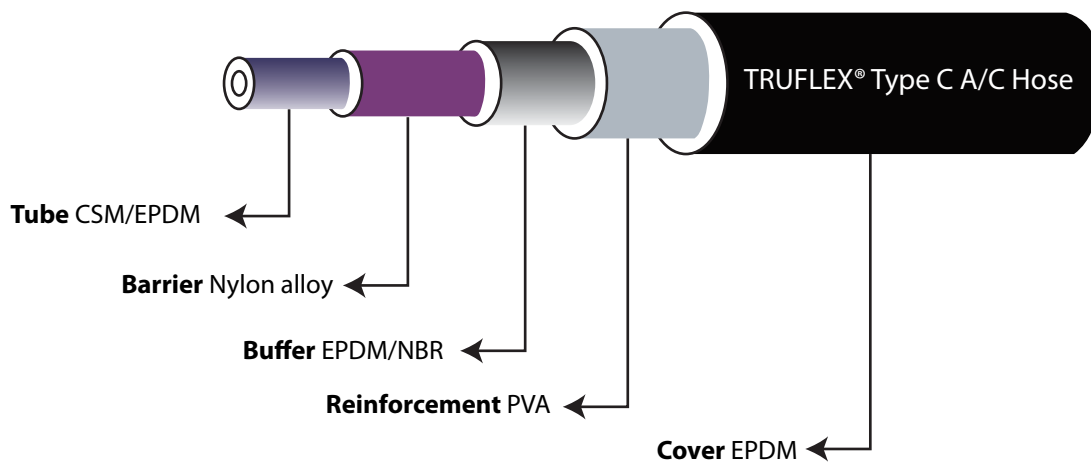 TRUFLEX® Type C A/C Hose
Tube CSM/EPDM
Barrier Nylon alloy
Buffer EPDM/NBR
Reinforcement PVA
Cover EPDM